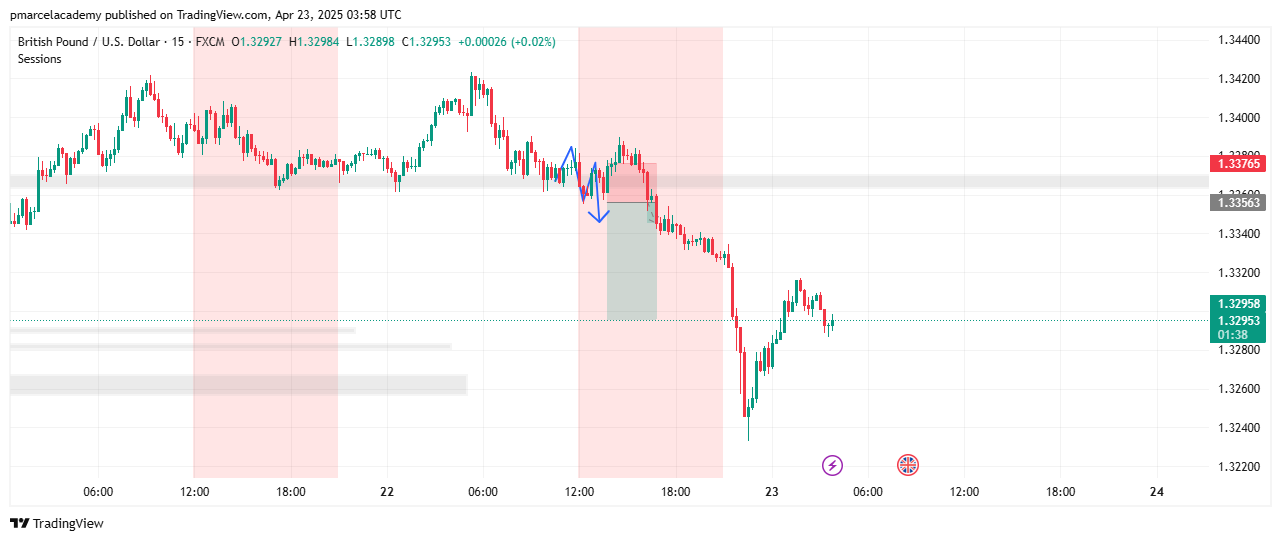 pmarcelacademy published on TradingView.com, Apr 23, 2025 03:58 UTC
British Pound / U.S. Dollar · 15 · FXCM O1.32927 H1.32984 L1.32898 C1.32953 +0.00026 (+0.02%)
Sessions
1.34400
1.34200
1.34000
1.33765
1.33563
1.33400
1.33200
1.32958
1.32953
01:38
1.32800
1.32600
1.32400
1.32200
06:00 12:00 18:00 22 06:00 12:00 18:00 23 06:00 12:00 18:00 24
TradingView